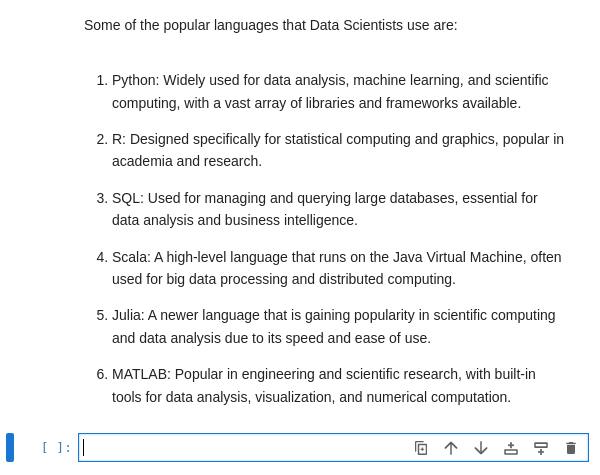 Some of the popular languages that Data Scientists use are:
1. Python: Widely used for data analysis, machine learning, and scientific
computing, with a vast array of libraries and frameworks available.
2. R: Designed specifically for statistical computing and graphics, popular in
academia and research.
3. SQL: Used for managing and querying large databases, essential for
data analysis and business intelligence.
4. Scala: A high-level language that runs on the Java Virtual Machine, often
used for big data processing and distributed computing.
5. Julia: A newer language that is gaining popularity in scientific computing
and data analysis due to its speed and ease of use.
6. MATLAB: Popular in engineering and scientific research, with built-in
tools for data analysis, visualization, and numerical computation.
[ ]: